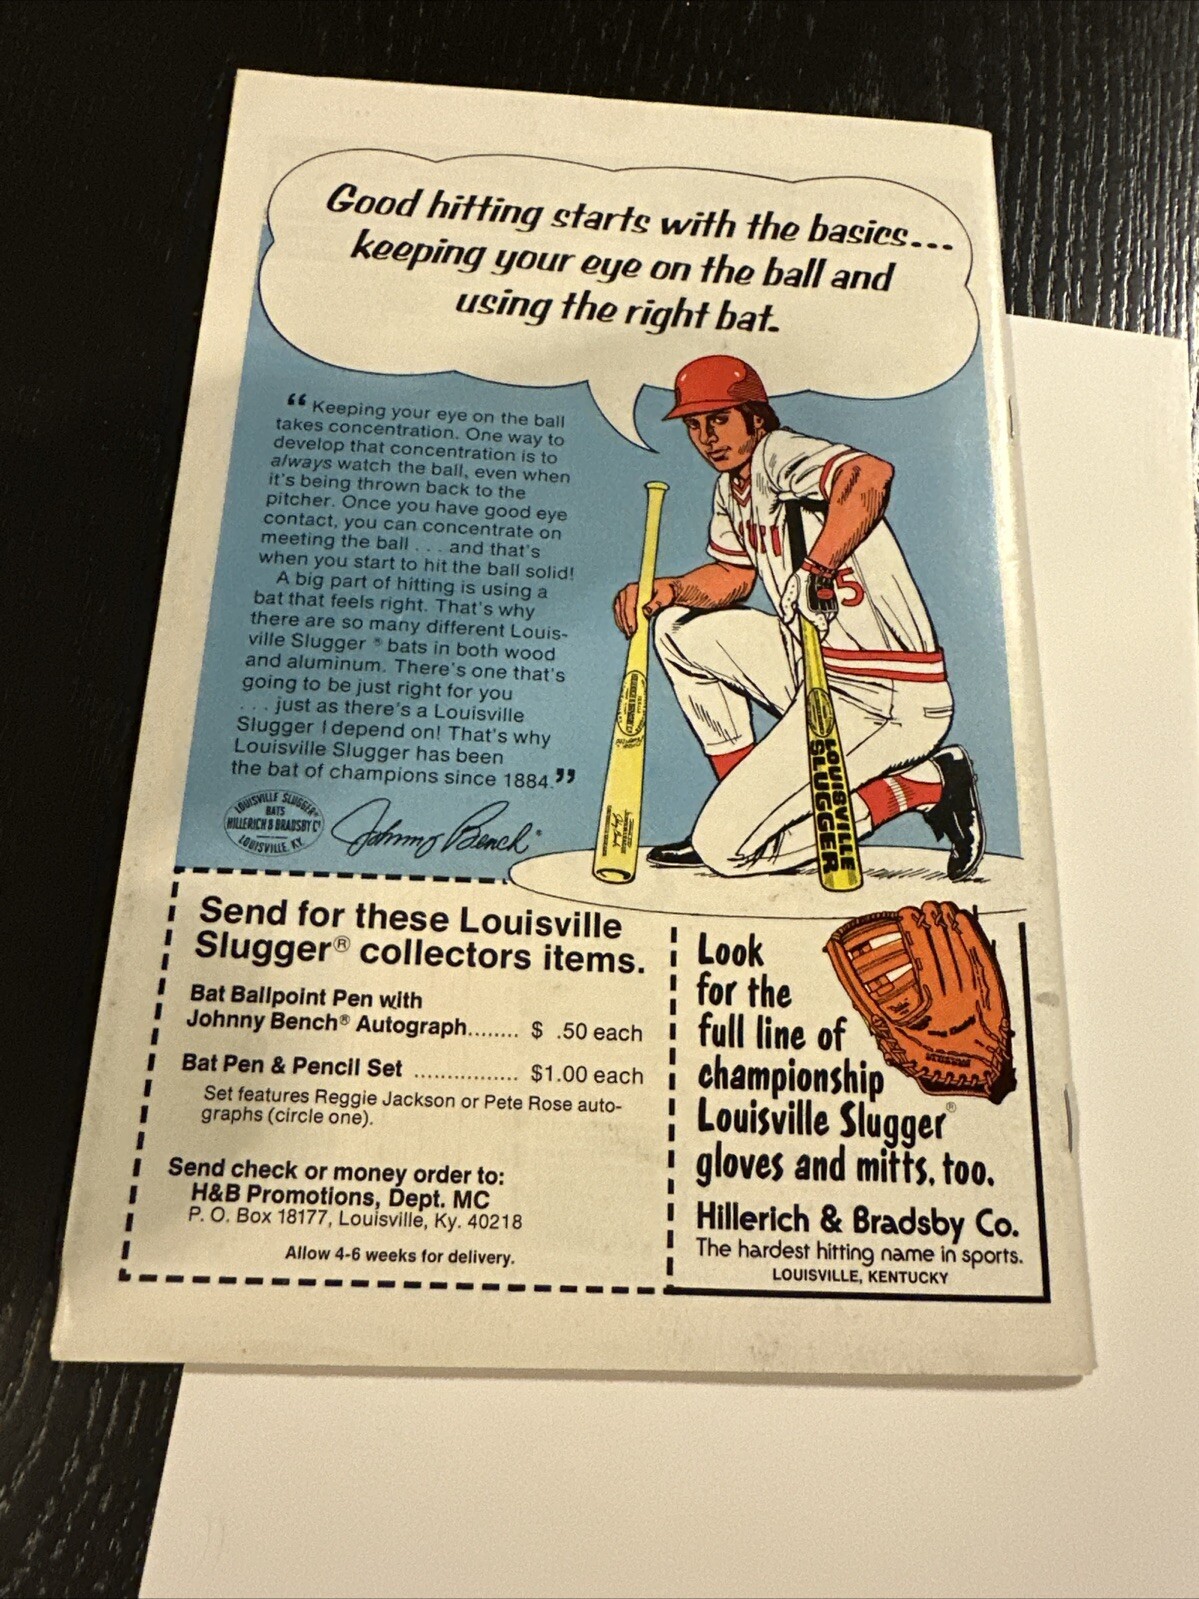 Good hitting starts with the basics...
keeping your eye on the ball and
using the right bat.
“ Keeping your eye on the ball
takes concentration. One way to
develop that concentration is to
always watch the ball, even when
it's being thrown back to the
pitcher. Once you have good eye
contact, you can concentrate on
meeting the ball . . . and that's
when you start to hit the ball solid!
A big part of hitting is using a
bat that feels right. That's why
there are so many different Louis-
ville Slugger ® bats in both wood
and aluminum. There's one that's
going to be just right for you
. . . just as there's a Louisville
Slugger I depend on! That's why
Louisville Slugger has been
the bat of champions since 1884.”
LOUISVILLE SLUGGER
BATS
HILLERICH & BRADSBY Co
LOUISVILLE, KY.
Johnny Bench
5
LOUISVILLE
SLUGGER
Send for these Louisville
Slugger® collectors items.
Bat Ballpoint Pen with
Johnny Bench® Autograph........ $ .50 each
Bat Pen & Pencil Set ................ $1.00 each
Set features Reggie Jackson or Pete Rose auto-
graphs (circle one).
Send check or money order to:
H&B Promotions, Dept. MC
P. O. Box 18177, Louisville, Ky. 40218
Allow 4-6 weeks for delivery.
Look
for the
full line of
championship
Louisville Slugger®
gloves and mitts, too.
Hillerich & Bradsby Co.
The hardest hitting name in sports.
LOUISVILLE, KENTUCKY